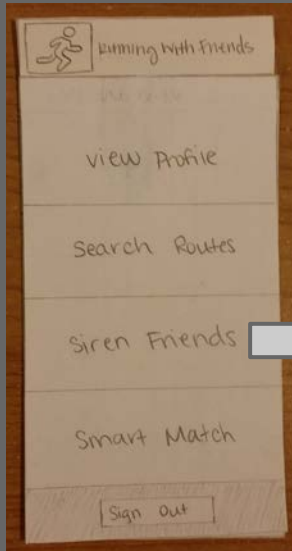 Running With Friends
View Profile
Search Routes
Siren Friends
Smart Match
Sign Out